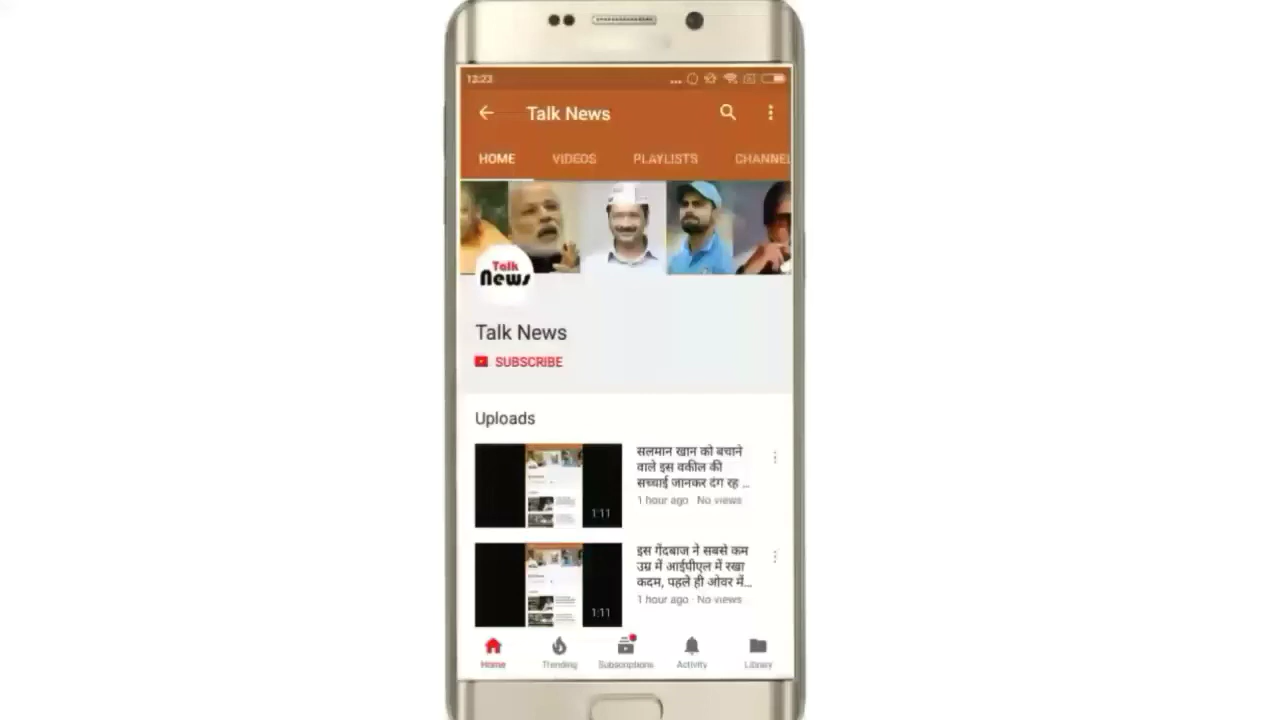 12:23
Talk News
HOME VIDEOS PLAYLISTS CHANNEL
Talk
News
Talk News
SUBSCRIBE
Uploads
सलमान खान को बचाने
वाले इस वकील की
सच्चाई जानकर दंग रह ...
1 hour ago · No views
1:11
इस गेंदबाज ने सबसे कम
उम्र में आईपीएल में रखा
कदम, पहले ही ओवर में...
1 hour ago · No views
1:11
Home Trending Subscriptions Activity Library